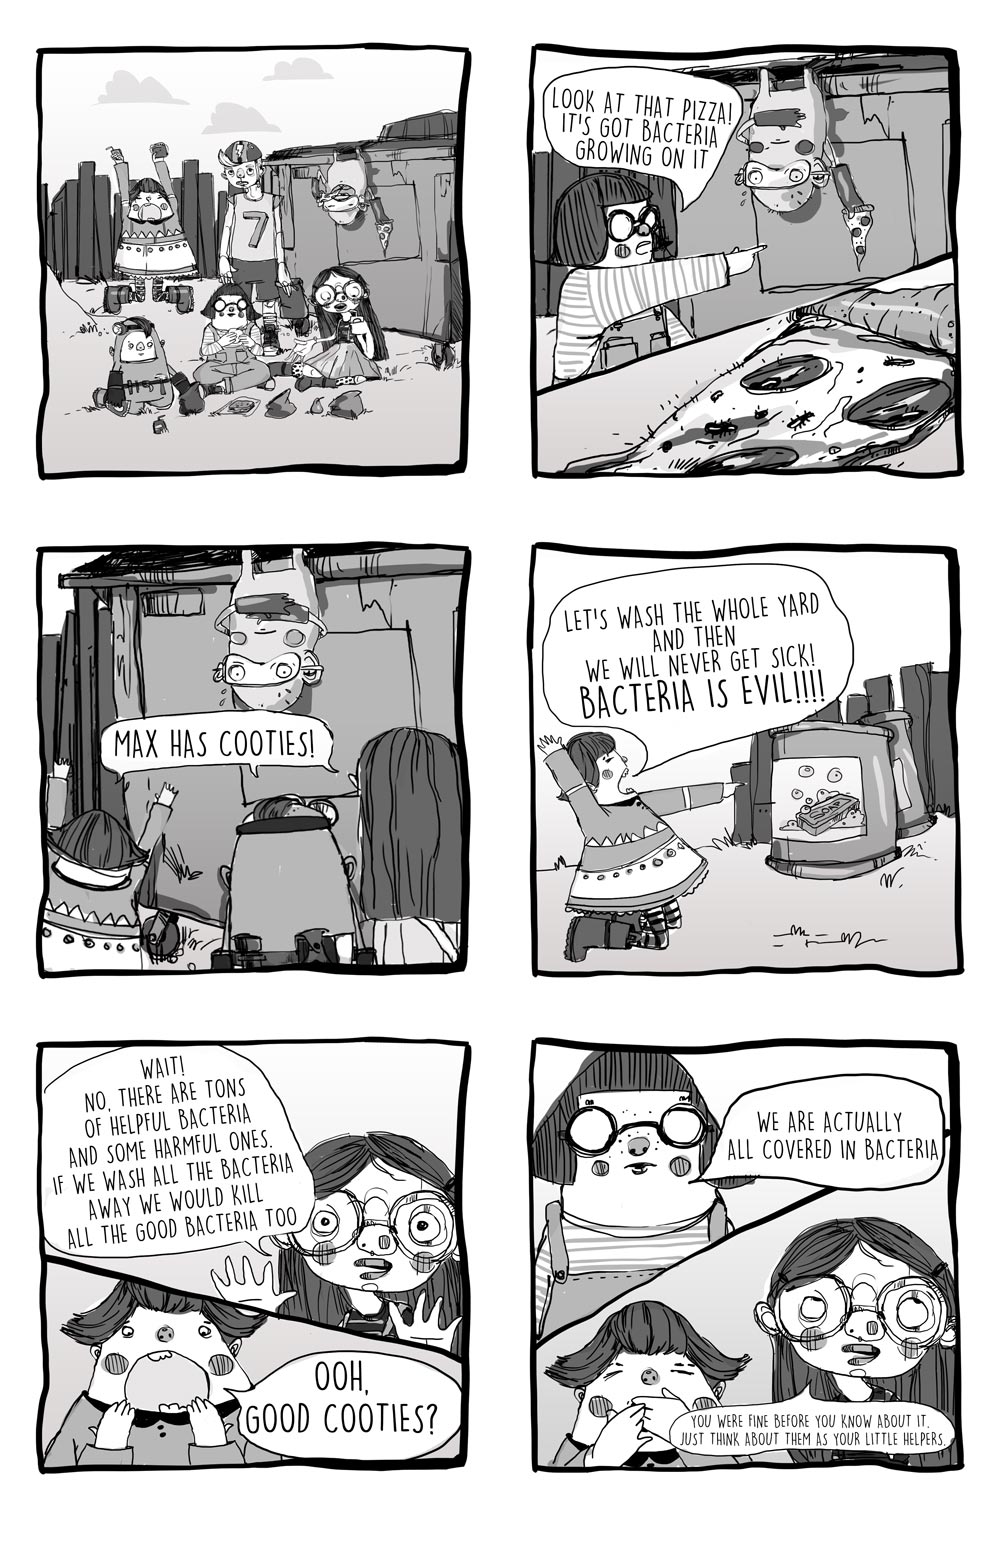 7
LOOK AT THAT PIZZA!
IT'S GOT BACTERIA
GROWING ON IT
MAX HAS COOTIES!
LET'S WASH THE WHOLE YARD
AND THEN
WE WILL NEVER GET SICK!
BACTERIA IS EVIL!!!!
SOAP
WAIT!
NO, THERE ARE TONS
OF HELPFUL BACTERIA
AND SOME HARMFUL ONES.
IF WE WASH ALL THE BACTERIA
AWAY WE WOULD KILL
ALL THE GOOD BACTERIA TOO
OOH,
GOOD COOTIES?
WE ARE ACTUALLY
ALL COVERED IN BACTERIA
YOU WERE FINE BEFORE YOU KNOW ABOUT IT.
JUST THINK ABOUT THEM AS YOUR LITTLE HELPERS.